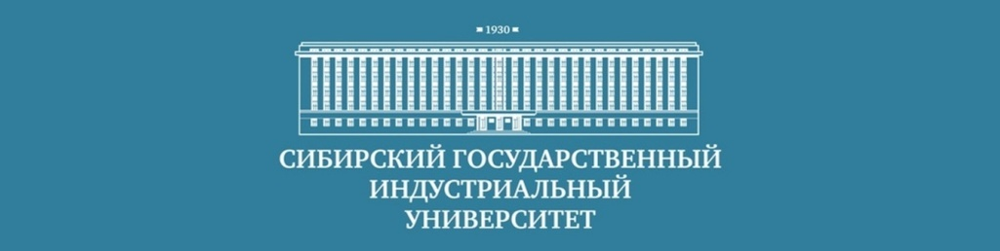 1930
СИБИРСКИЙ ГОСУДАРСТВЕННЫЙ
ИНДУСТРИАЛЬНЫЙ
УНИВЕРСИТЕТ